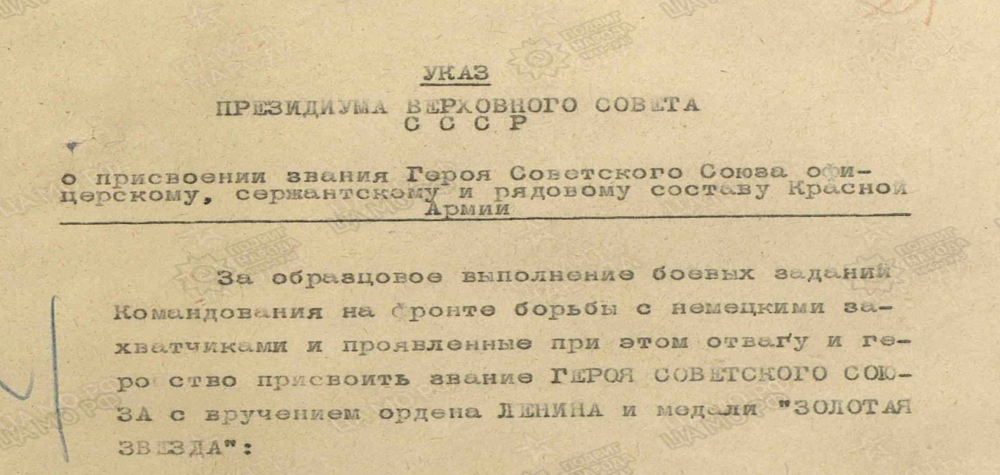 УКАЗ
ПРЕЗИДИУМА ВЕРХОВНОГО СОВЕТА
С С С Р
о присвоении звания Героя Советского Союза офи-
церскому, сержантскому и рядовому составу Красной
Армии
За образцовое выполнение боевых заданий
Командования на фронте борьбы с немецкими за-
хватчиками и проявленные при этом отвагу и ге-
ройство присвоить звание ГЕРОЯ СОВЕТСКОГО СОЮ-
ЗА с вручением ордена ЛЕНИНА и медали "ЗОЛОТАЯ
ЗВЕЗДА":